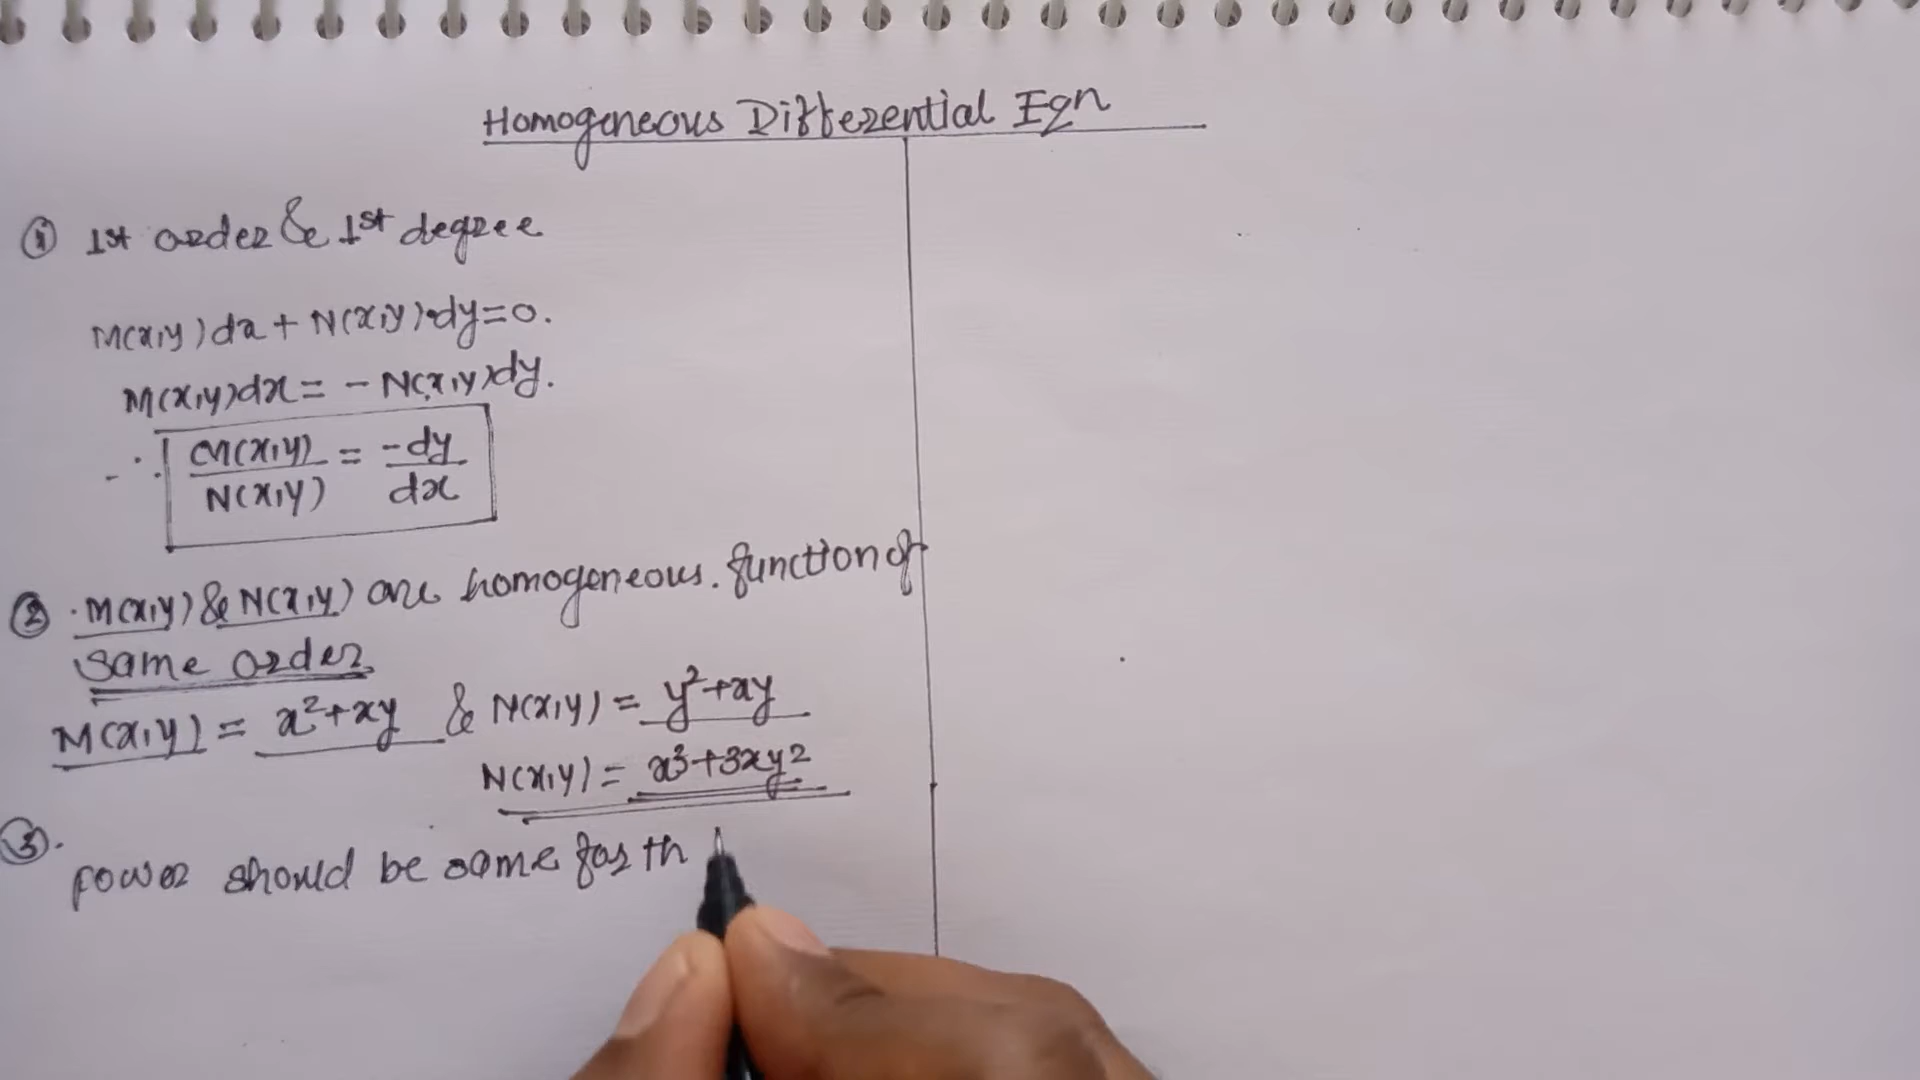 Homogeneous Differential Eqn
① 1st order & 1st degree
M(x,y)dx + N(x,y)dy=0.
M(x,y)dx = - N(x,y)dy.
∴ M(x,y)/N(x,y) = -dy/dx
② M(x,y) & N(x,y) are homogeneous. function of
same order
M(x,y) = x²+xy & N(x,y) = y²+xy
N(x,y) = x³+3xy²
③. power should be same for th